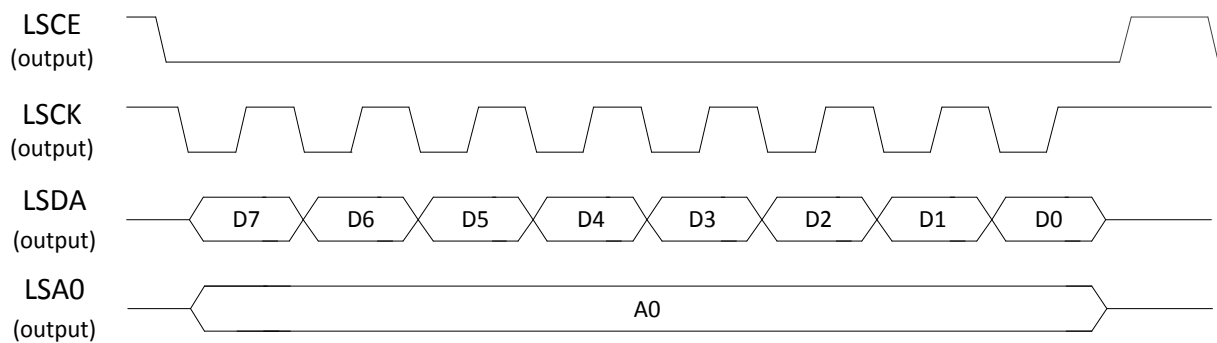 LSCE
(output)
LSCK
(output)
LSDA
(output)
D7 D6 D5 D4 D3 D2 D1 D0
LSA0
(output)
A0